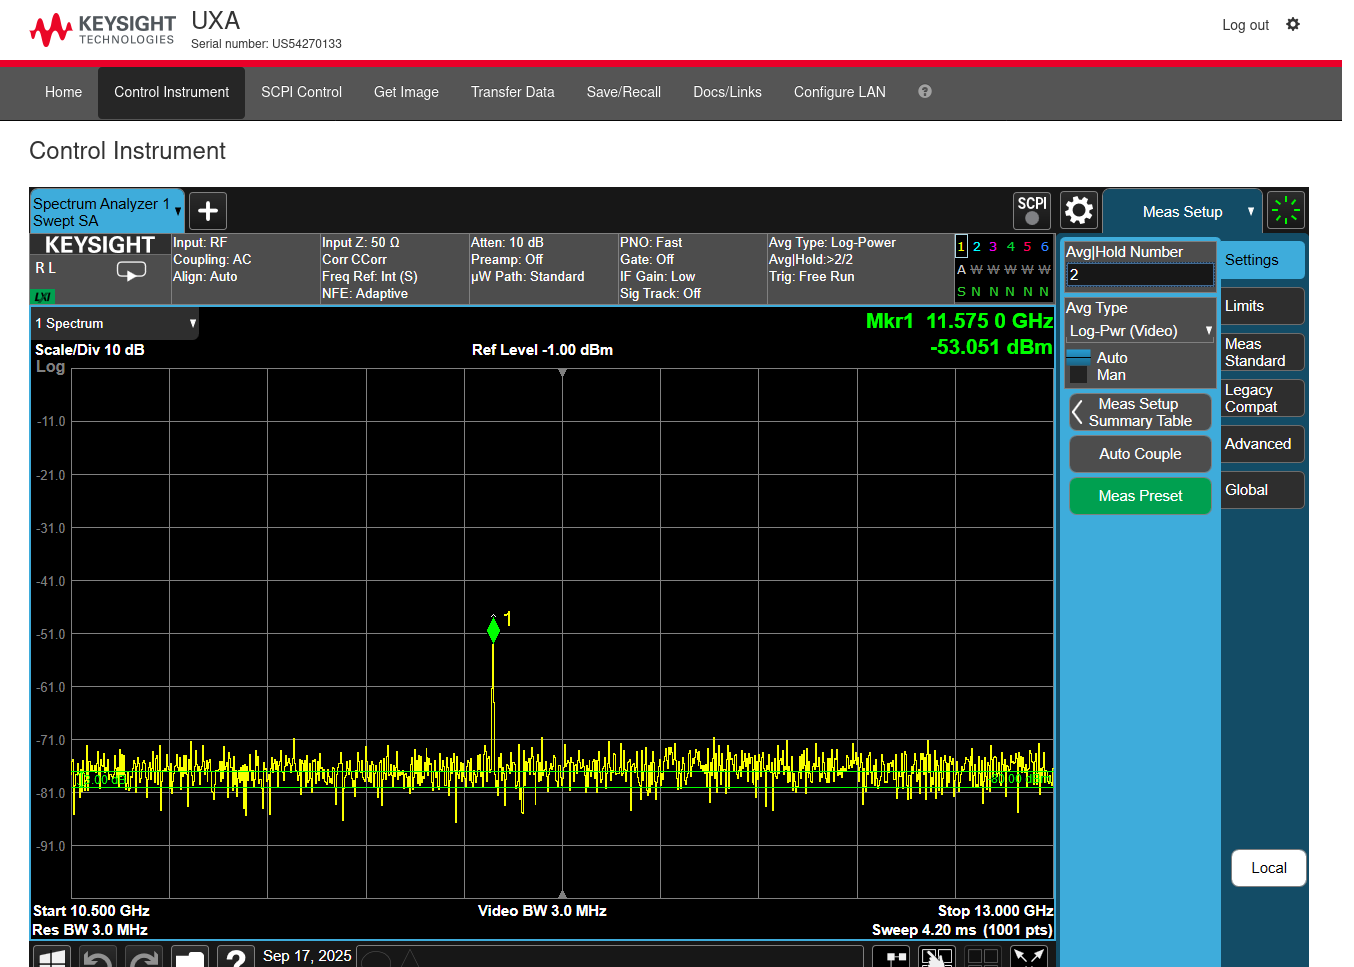 KEYSIGHT
TECHNOLOGIES
UXA
Serial number: US54270133
Log out
Home
Control Instrument
SCPI Control
Get Image
Transfer Data
Save/Recall
Docs/Links
Configure LAN
?
Control Instrument
Spectrum Analyzer 1
Swept SA
SCPI
Meas Setup
KEYSIGHT
R L
LXI
Input: RF
Coupling: AC
Align: Auto
Input Z: 50 Ω
Corr CCorr
Freq Ref: Int (S)
NFE: Adaptive
Atten: 10 dB
Preamp: Off
µW Path: Standard
PNO: Fast
Gate: Off
IF Gain: Low
Sig Track: Off
Avg Type: Log-Power
Avg|Hold:>2/2
Trig: Free Run
1 2 3 4 5 6
A W W W W W
S N N N N N
1 Spectrum
Scale/Div 10 dB
Log
Ref Level -1.00 dBm
Mkr1 11.575 0 GHz
-53.051 dBm
-11.0
-21.0
-31.0
-41.0
-51.0
-61.0
-71.0
-81.0
-91.0
1
Start 10.500 GHz
Res BW 3.0 MHz
Video BW 3.0 MHz
Stop 13.000 GHz
Sweep 4.20 ms (1001 pts)
Avg|Hold Number
2
Avg Type
Log-Pwr (Video)
Auto
Man
Meas Setup
Summary Table
Auto Couple
Meas Preset
Settings
Limits
Meas
Standard
Legacy
Compat
Advanced
Global
Local
?
Sep 17, 2025